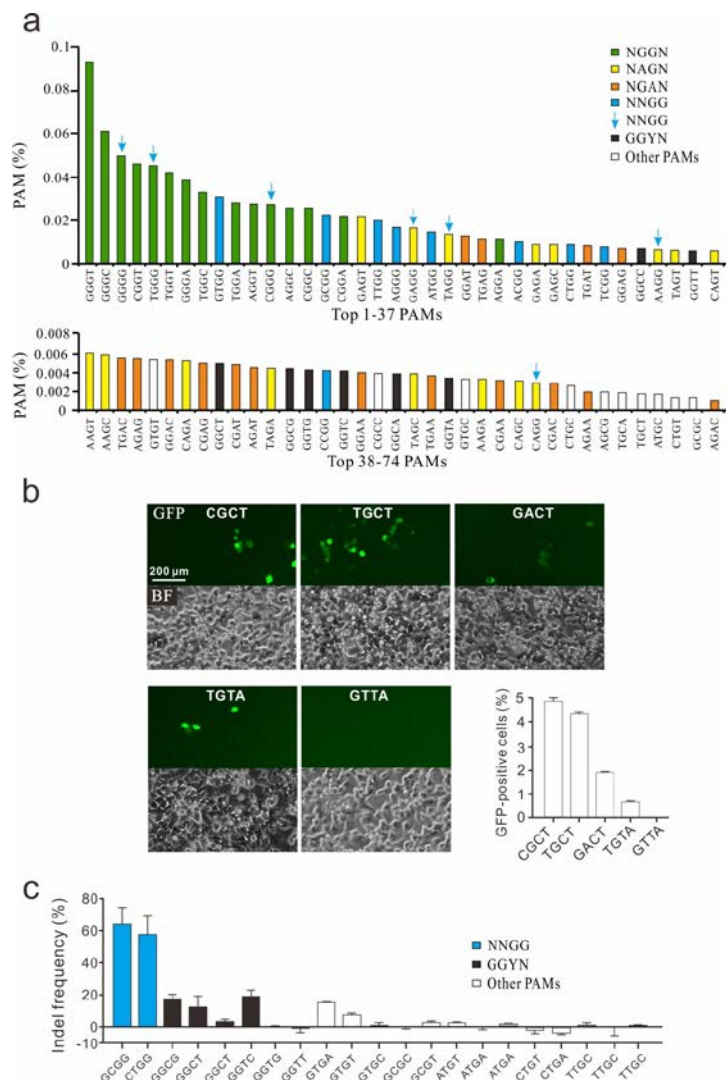 a
0.1
0.08
0.06
0.04
0.02
0
PAM (%)
NGGN
NAGN
NGAN
NNGG
NNGG
GGYN
Other PAMs
GGGT GGGC GGGG CGGT TGGG TGGT GGGA TGGC GTGG TGGA AGGT CGGG AGGC CGGC GCGG CGGA GAGT TTGG AGGG GAGG ATGG TAGG GGAT TGAG AGGA ACGG GAGA GAGC CTGG TGAT TCGG GGAG GGCC AAGG TAGT GGTT CAGT
Top 1-37 PAMs
0.008
0.006
0.004
0.002
0
PAM (%)
AAGT AAGC TGAC AGAG GTGT GGAC CAGA CGAG GGCT CGAT AGAT TAGA GGCG GGTG CCGG GGTC GGAA CGCC GGCA TAGC TGAA GGTA GTGC AAGA CGAA CAGC CAGG CGAC CTGC AGAA AGCG TGCA TGCT ATGC CTGT GCGC AGAC
Top 38-74 PAMs
b
GFP CGCT TGCT GACT
200 μm
BF
TGTA GTTA
GFP-positive cells (%)
5
4
3
2
1
0
CGCT TGCT GACT TGTA GTTA
c
Indel frequency (%)
80
60
40
20
0
-10
NNGG
GGYN
Other PAMs
GCGG CTGG GGCG GGCT GGCT GGTC GGTG GGTT GTGA GTGT GTGC GCGC GCGT ATGT ATGA ATGA CTGT CTGA TTGC TTGC TTGC